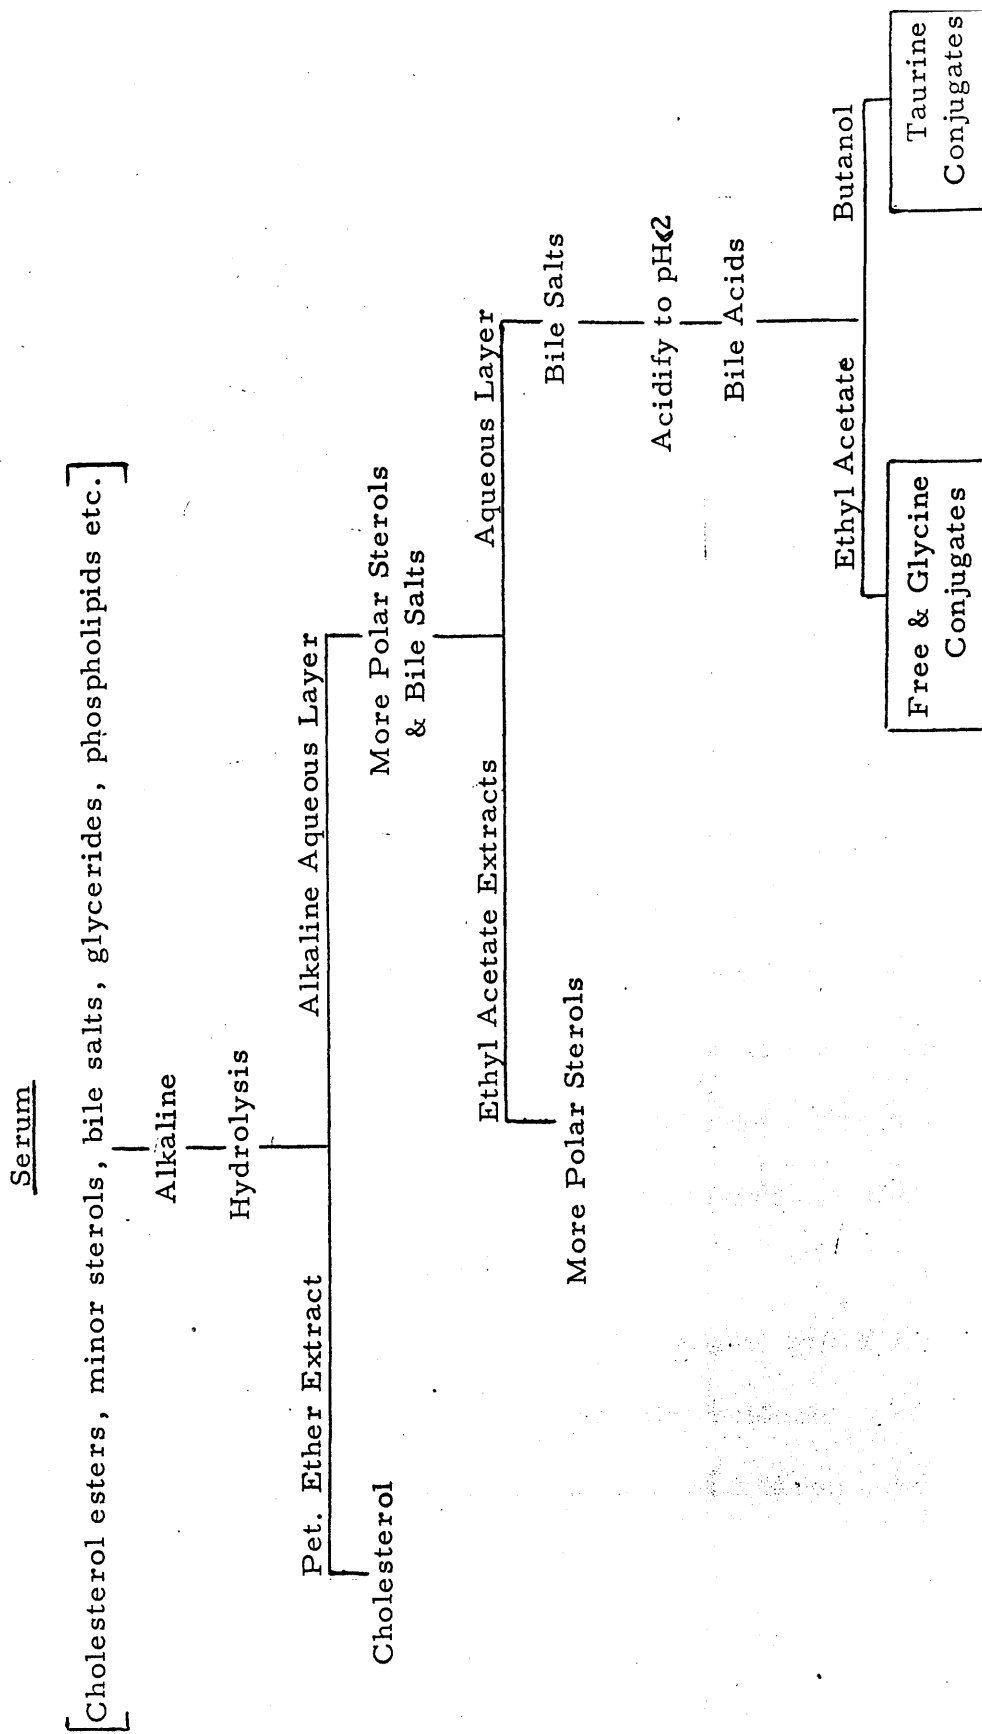 Serum
[Cholesterol esters, minor sterols, bile salts, glycerides, phospholipids etc.]
Alkaline
Hydrolysis
Pet. Ether Extract
Alkaline Aqueous Layer
Cholesterol
More Polar Sterols
& Bile Salts
Ethyl Acetate Extracts
Aqueous Layer
More Polar Sterols
Bile Salts
Acidify to pH<2
Bile Acids
Ethyl Acetate
Butanol
Free & Glycine
Conjugates
Taurine
Conjugates